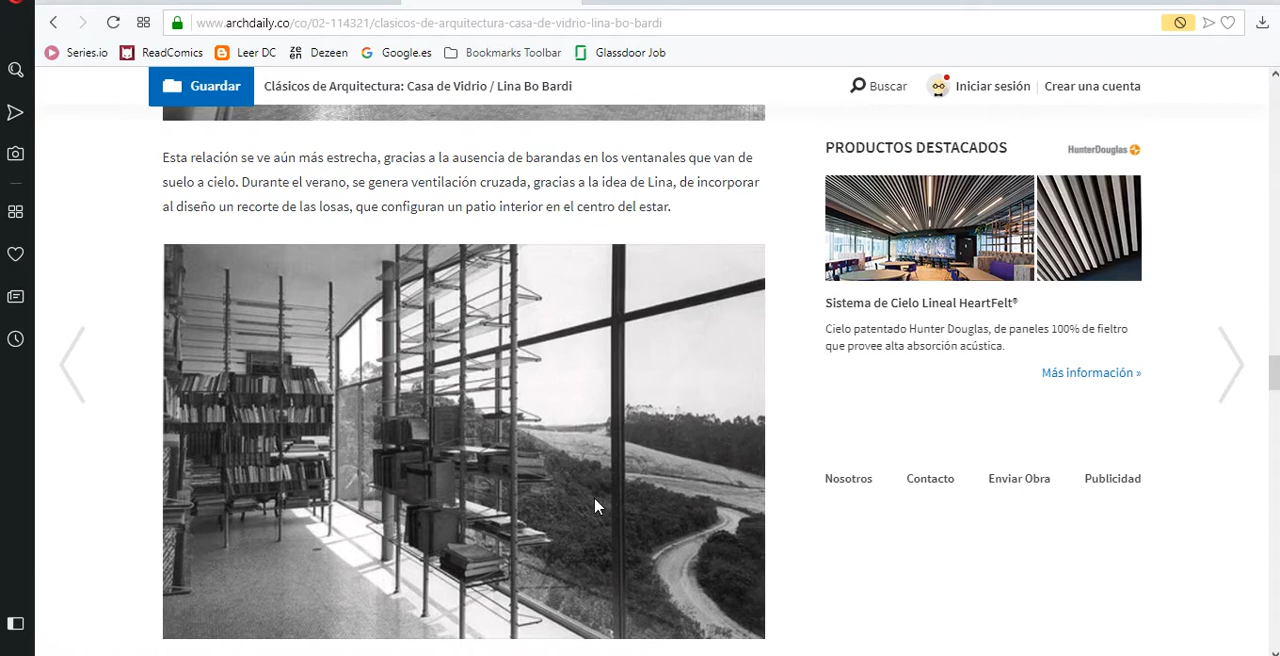 www.archdaily.co/co/02-114321/clasicos-de-arquitectura-casa-de-vidrio-lina-bo-bardi
Series.io ReadComics Leer DC Dezeen Google.es Bookmarks Toolbar Glassdoor Job
Guardar Clásicos de Arquitectura: Casa de Vidrio / Lina Bo Bardi Buscar Iniciar sesión | Crear una cuenta
Esta relación se ve aún más estrecha, gracias a la ausencia de barandas en los ventanales que van de
suelo a cielo. Durante el verano, se genera ventilación cruzada, gracias a la idea de Lina, de incorporar
al diseño un recorte de las losas, que configuran un patio interior en el centro del estar.
PRODUCTOS DESTACADOS
HunterDouglas
Sistema de Cielo Lineal HeartFelt®
Cielo patentado Hunter Douglas, de paneles 100% de fieltro
que provee alta absorción acústica.
Más información »
Nosotros Contacto Enviar Obra Publicidad